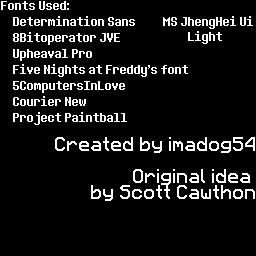 Fonts Used:
Determination Sans
8Bitoperator JVE
Upheaval Pro
Five Nights at Freddy's font
5ComputersInLove
Courier New
Project Paintball
MS JhengHei Ui
Light
Created by imadog54
Original idea
by Scott Cawthon